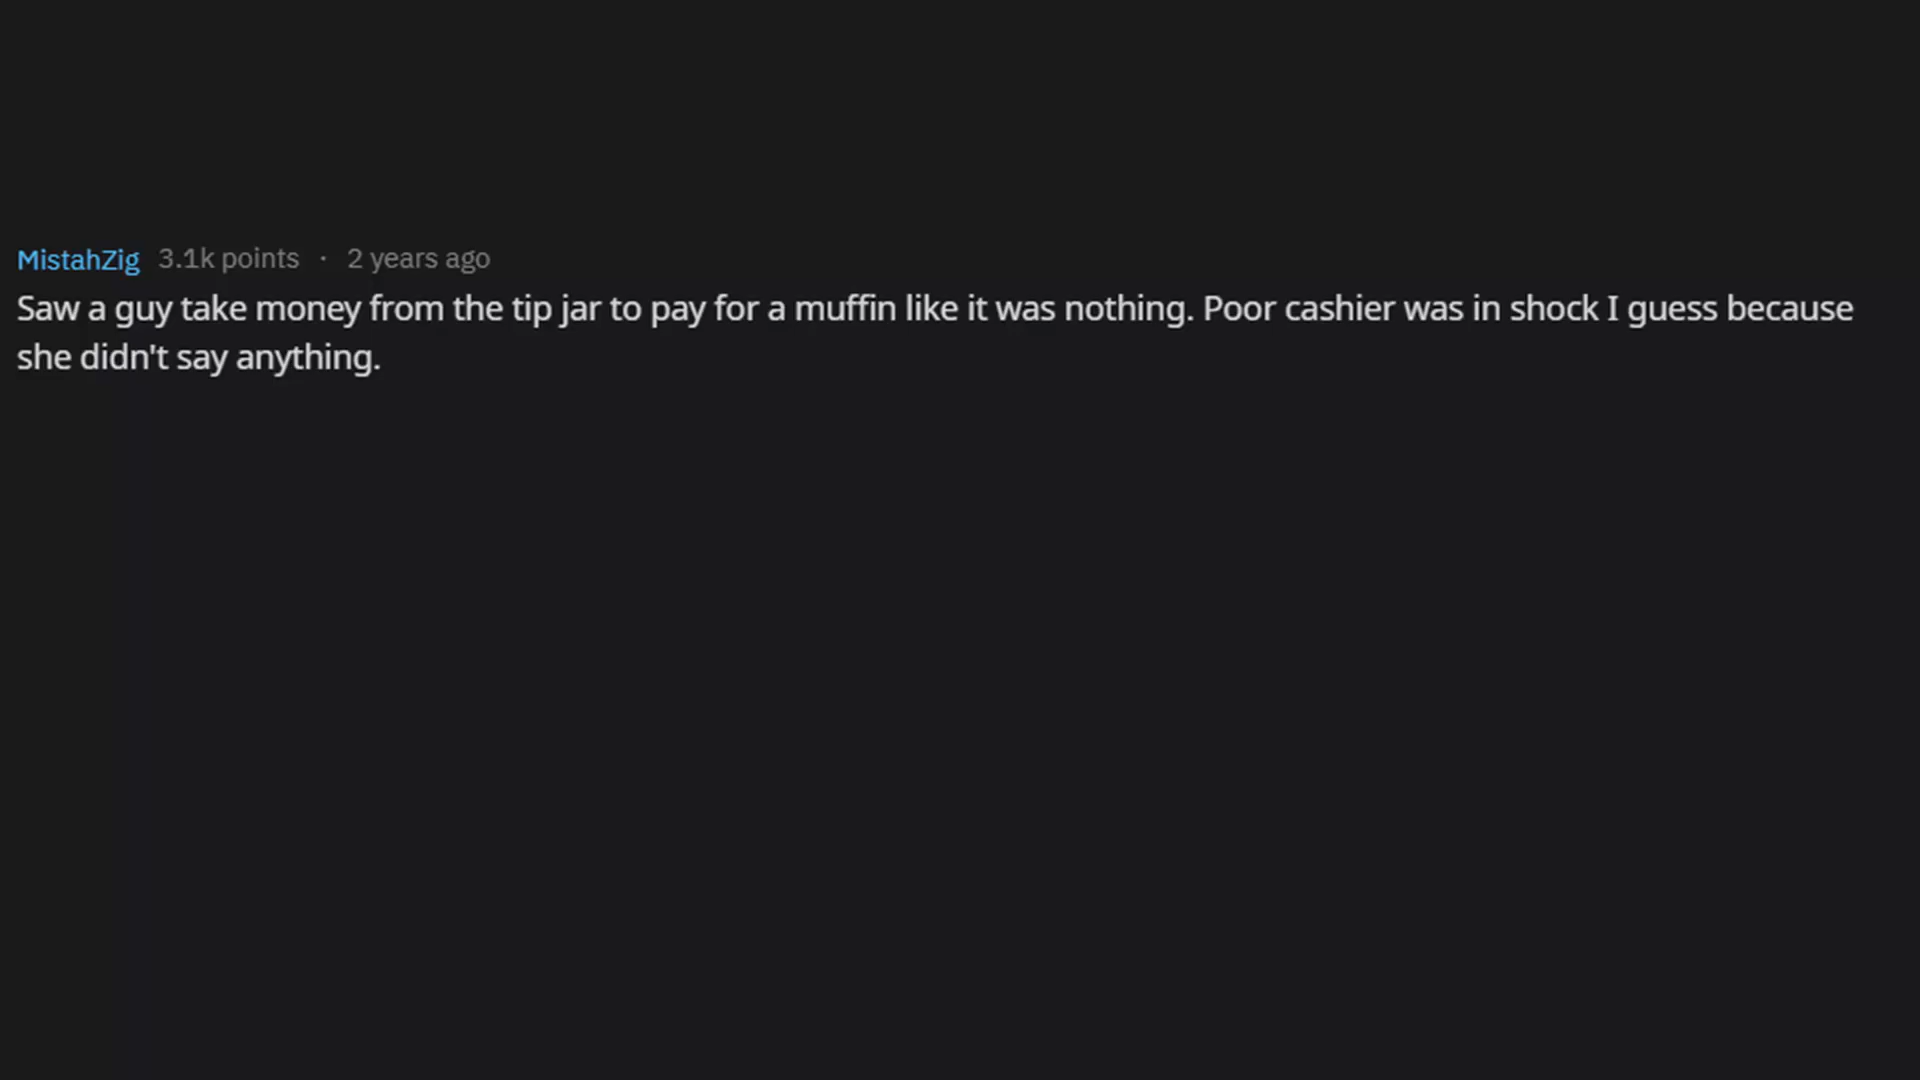 MistahZig 3.1k points · 2 years ago
Saw a guy take money from the tip jar to pay for a muffin like it was nothing. Poor cashier was in shock I guess because
she didn't say anything.